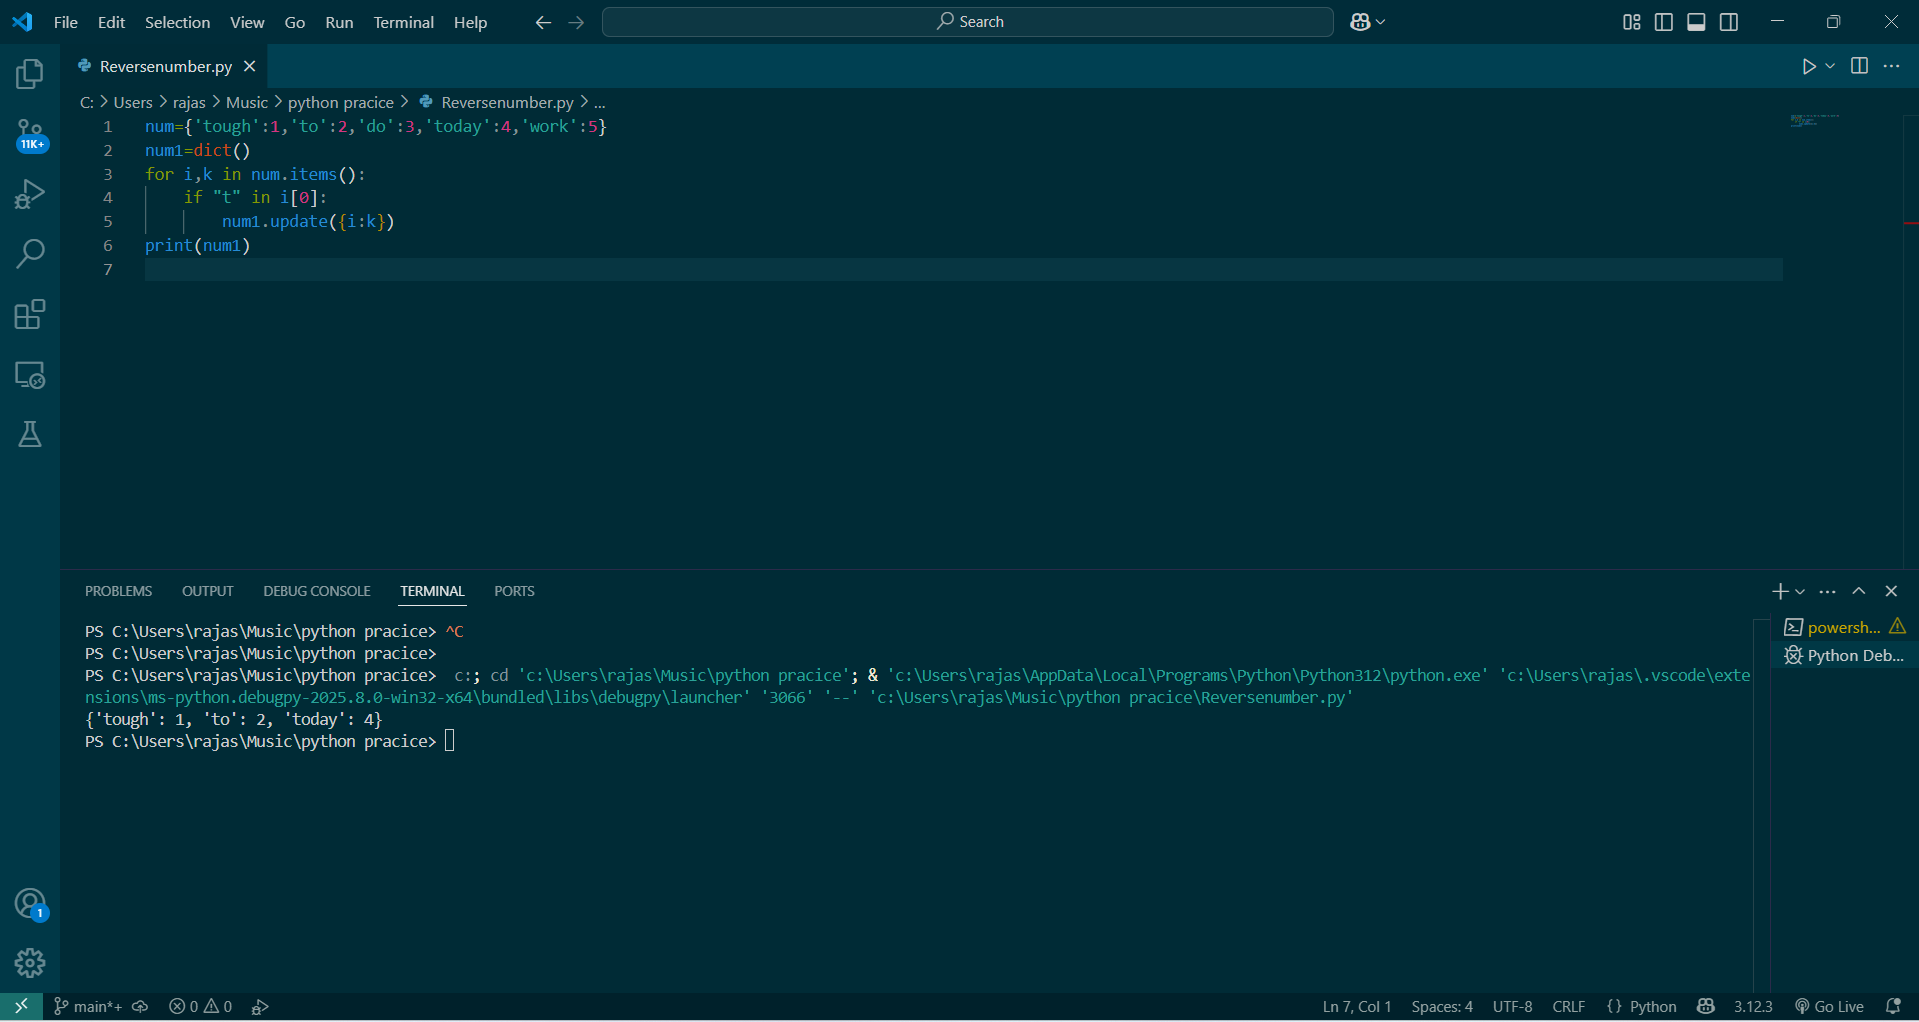 File Edit Selection View Go Run Terminal Help Search
Reversenumber.py
C: > Users > rajas > Music > python pracice > Reversenumber.py > ...
1 num={'tough':1,'to':2,'do':3,'today':4,'work':5}
2 num1=dict()
3 for i,k in num.items():
4 if "t" in i[0]:
5 num1.update({i:k})
6 print(num1)
7
11K+
PROBLEMS OUTPUT DEBUG CONSOLE TERMINAL PORTS
PS C:\Users\rajas\Music\python pracice> ^C
PS C:\Users\rajas\Music\python pracice>
PS C:\Users\rajas\Music\python pracice> c:; cd 'c:\Users\rajas\Music\python pracice'; & 'c:\Users\rajas\AppData\Local\Programs\Python\Python312\python.exe' 'c:\Users\rajas\.vscode\exte
nsions\ms-python.debugpy-2025.8.0-win32-x64\bundled\libs\debugpy\launcher' '3066' '--' 'c:\Users\rajas\Music\python pracice\Reversenumber.py'
{'tough': 1, 'to': 2, 'today': 4}
PS C:\Users\rajas\Music\python pracice>
powersh...
Python Deb...
1
main*+ 0 0 Ln 7, Col 1 Spaces: 4 UTF-8 CRLF {} Python 3.12.3 Go Live